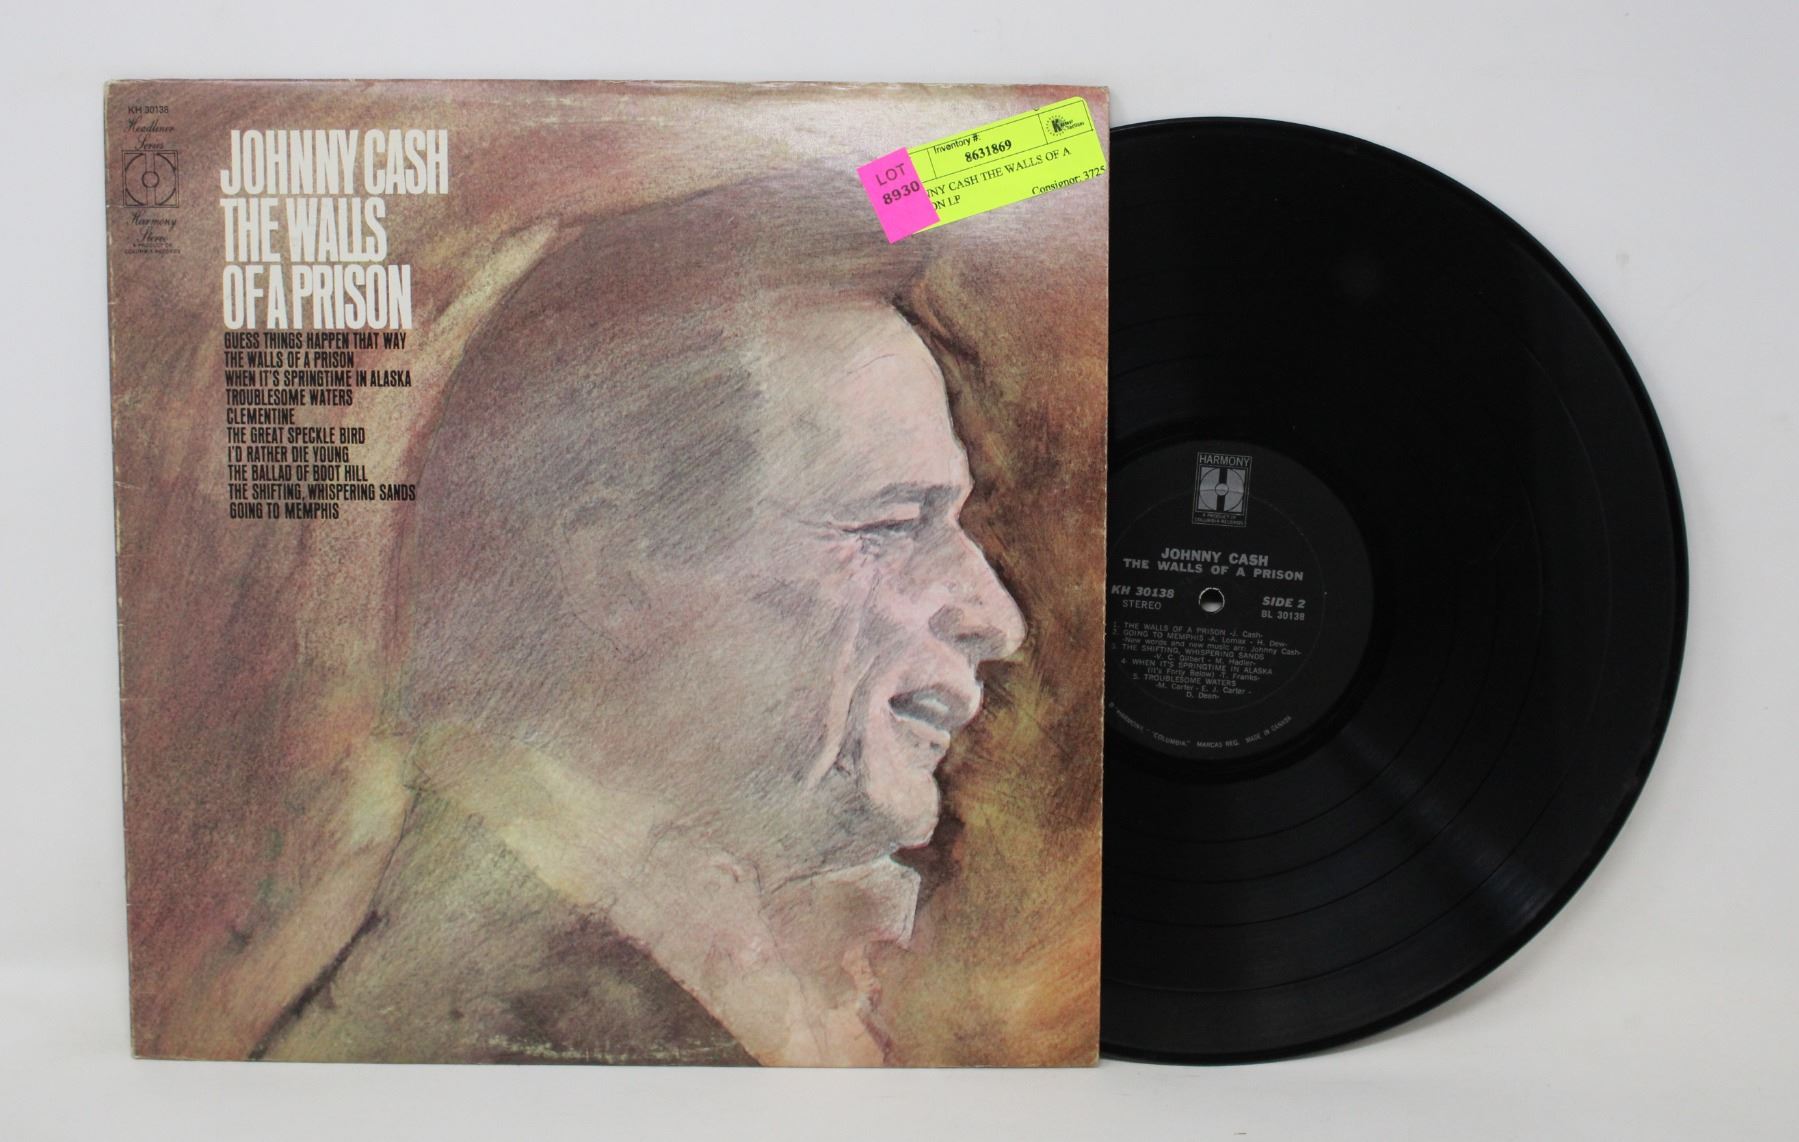 KH 30138
Headliner
Series
Harmony
Stereo
A PRODUCT OF
COLUMBIA RECORDS
JOHNNY CASH
THE WALLS
OF A PRISON
GUESS THINGS HAPPEN THAT WAY
THE WALLS OF A PRISON
WHEN IT'S SPRINGTIME IN ALASKA
TROUBLESOME WATERS
CLEMENTINE
THE GREAT SPECKLE BIRD
I'D RATHER DIE YOUNG
THE BALLAD OF BOOT HILL
THE SHIFTING, WHISPERING SANDS
GOING TO MEMPHIS
LOT
8930
Inventory #:
8631869
NNY CASH THE WALLS OF A
ON LP
Consignor: 3725
HARMONY
A PRODUCT OF
COLUMBIA RECORDS
JOHNNY CASH
THE WALLS OF A PRISON
KH 30138
STEREO
SIDE 2
BL 30138
1. THE WALLS OF A PRISON -J. Cash-
2. GOING TO MEMPHIS -A. Lomax - H. Dew-
-New words and new music arr. Johnny Cash-
3. THE SHIFTING, WHISPERING SANDS
-V. C. Gilbert - M. Hadler-
4. WHEN IT'S SPRINGTIME IN ALASKA
(It's Forty Below) -T. Franks-
5. TROUBLESOME WATERS
-M. Carter - E. J. Carter -
D. Dean-
"HARMONY," "COLUMBIA," MARCAS REG. MADE IN CANADA